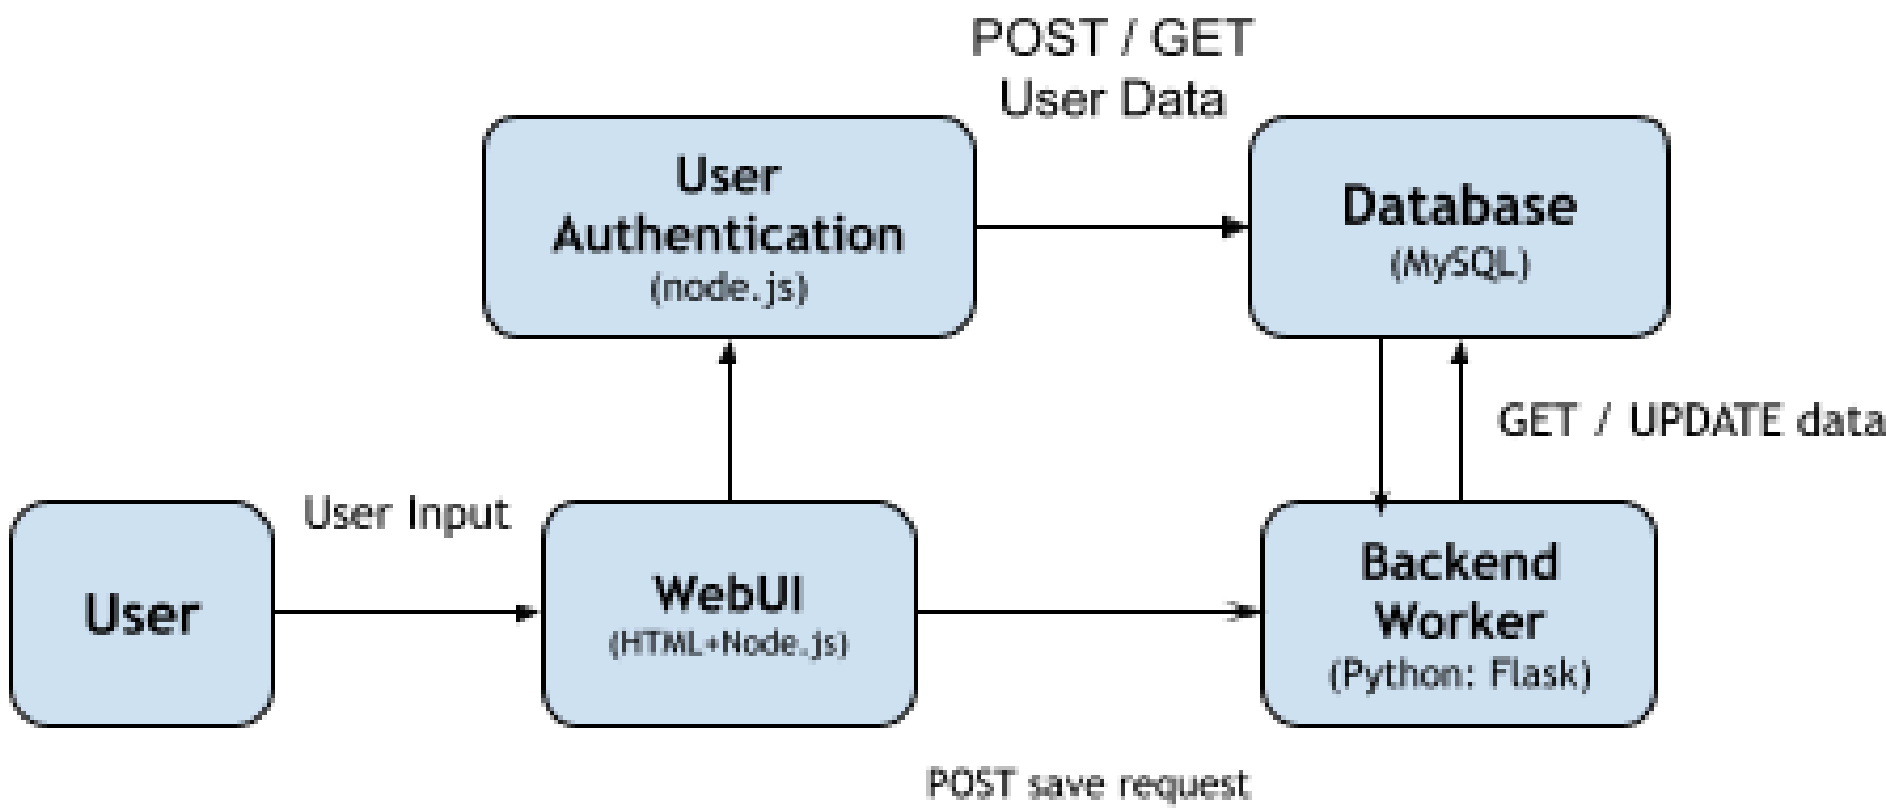 POST / GET
User Data
User
Authentication
(node.js)
Database
(MySQL)
GET / UPDATE data
User Input
User
WebUI
(HTML+Node.js)
Backend
Worker
(Python: Flask)
POST save request